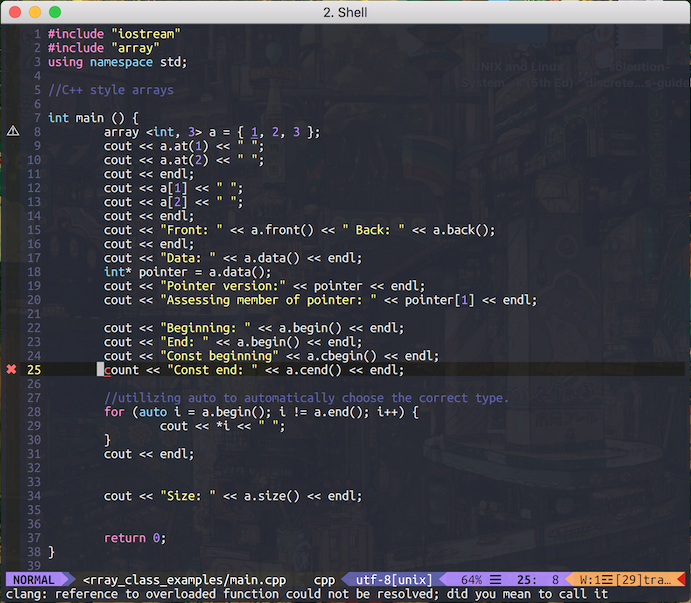 2. Shell
1 #include "iostream"
2 #include "array"
3 using namespace std;
4
5 //C++ style arrays
6
7 int main () {
8 array <int, 3> a = { 1, 2, 3 };
9 cout << a.at(1) << " ";
10 cout << a.at(2) << " ";
11 cout << endl;
12 cout << a[1] << " ";
13 cout << a[2] << " ";
14 cout << endl;
15 cout << "Front: " << a.front() << " Back: " << a.back();
16 cout << endl;
17 cout << "Data: " << a.data() << endl;
18 int* pointer = a.data();
19 cout << "Pointer version:" << pointer << endl;
20 cout << "Assessing member of pointer: " << pointer[1] << endl;
21
22 cout << "Beginning: " << a.begin() << endl;
23 cout << "End: " << a.begin() << endl;
24 cout << "Const beginning" << a.cbegin() << endl;
25 count << "Const end: " << a.cend() << endl;
26
27 //utilizing auto to automatically choose the correct type.
28 for (auto i = a.begin(); i != a.end(); i++) {
29 cout << *i << " ";
30 }
31 cout << endl;
32
33
34 cout << "Size: " << a.size() << endl;
35
36
37 return 0;
38 }
39
NORMAL <rray_class_examples/main.cpp cpp utf-8[unix] 64% ☰ 25: 8 W:1☲[29]tra…
clang: reference to overloaded function could not be resolved; did you mean to call it